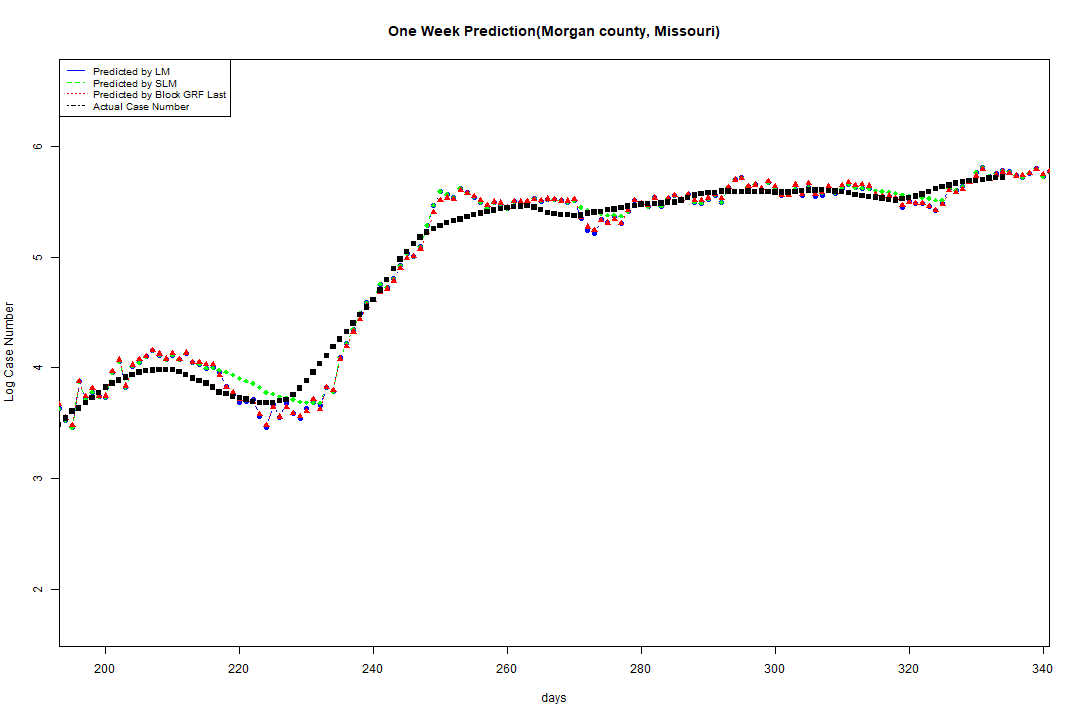 One Week Prediction(Morgan county, Missouri)
Predicted by LM
Predicted by SLM
Predicted by Block GRF Last
Actual Case Number
6
5
4
3
2
Log Case Number
200 220 240 260 280 300 320 340
days